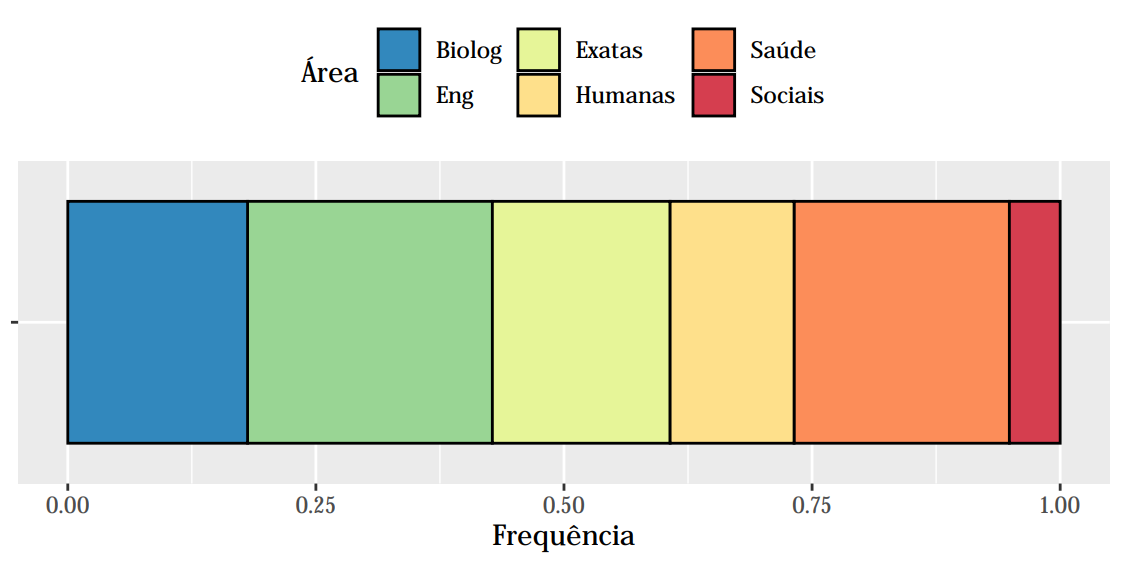 Área
Biolog Exatas Saúde
Eng Humanas Sociais
0.00 0.25 0.50 0.75 1.00
Frequência